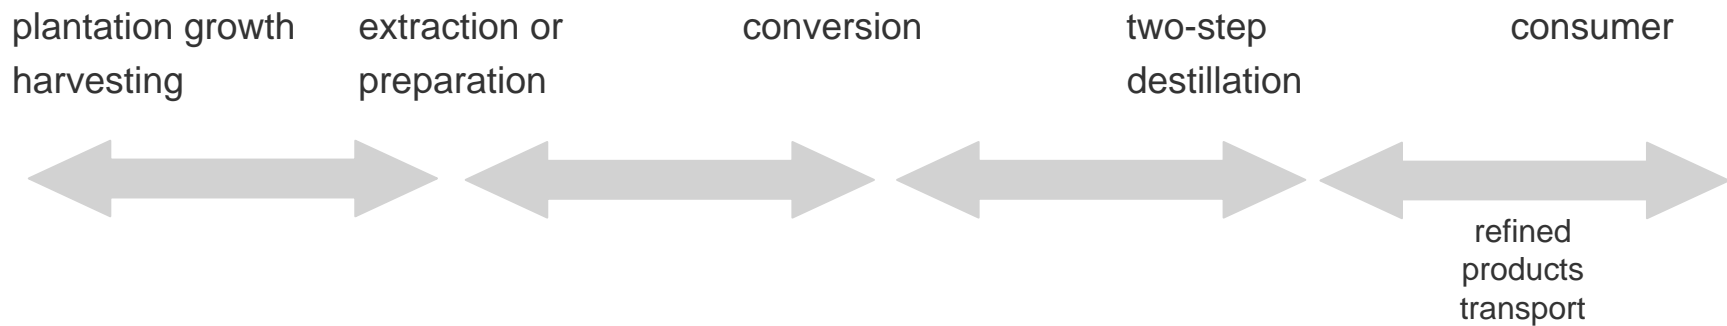 plantation growth
harvesting
extraction or
preparation
conversion
two-step
destillation
consumer
refined
products
transport